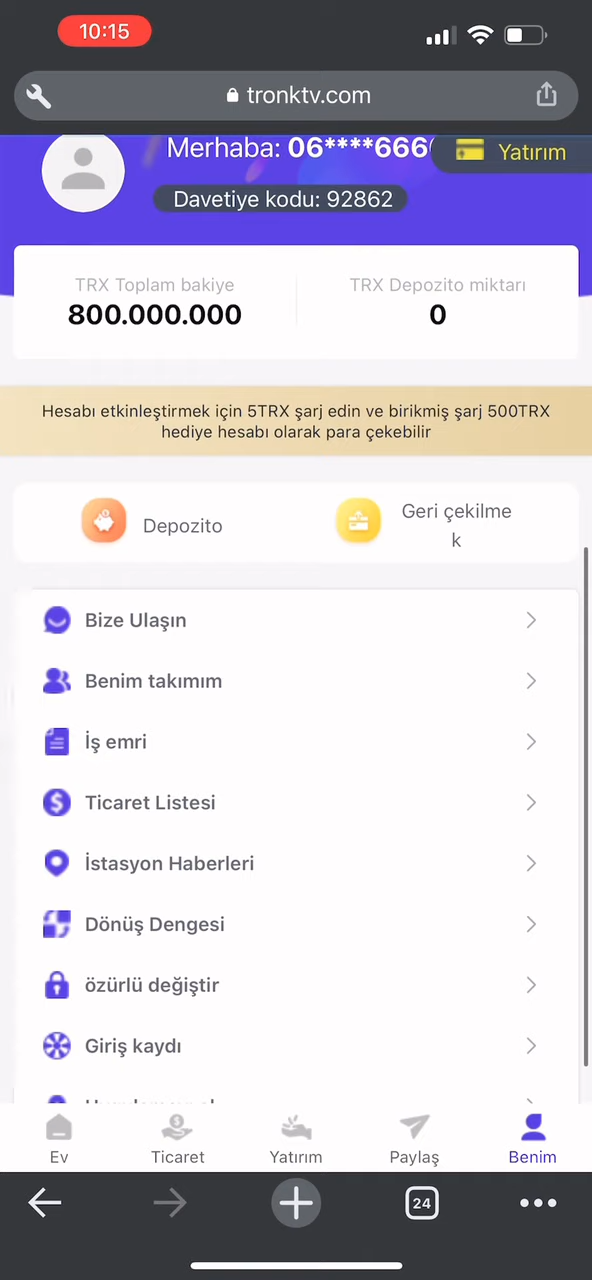 10:15
tronktv.com
Merhaba: 06****666
Yatırım
Davetiye kodu: 92862
TRX Toplam bakiye
TRX Depozito miktarı
800.000.000
0
Hesabı etkinleştirmek için 5TRX şarj edin ve birikmiş şarj 500TRX
hediye hesabı olarak para çekebilir
Depozito
Geri çekilme
k
Bize Ulaşın
Benim takımım
İş emri
Ticaret Listesi
İstasyon Haberleri
Dönüş Dengesi
özürlü değiştir
Giriş kaydı
Ev
Ticaret
Yatırım
Paylaş
Benim
24